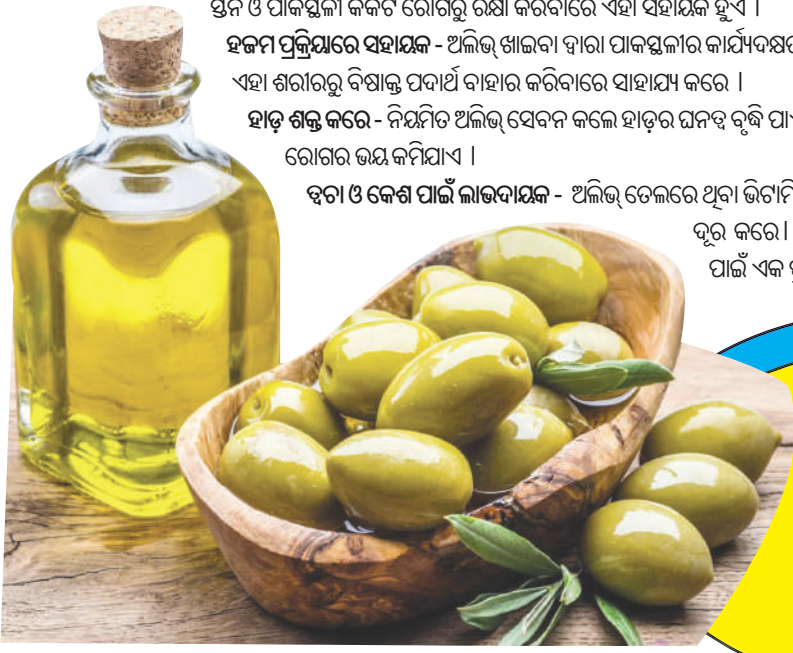 ସ୍ତନ ଓ ପାକସ୍ଥଳୀ କର୍କଟ ରୋଗରୁ ରକ୍ଷା କରିବାରେ ଏହା ସହାୟକ ହୁଏ |
ହଜମ ପ୍ରକ୍ରିୟାରେ ସହାୟକ - ଅଲିଭ୍ ଖାଇବା ଦ୍ୱାରା ପାକସ୍ଥଳୀର
ଏହା ଶରୀରରୁ ବିଷାକ୍ତ ପଦାର୍ଥ ବାହାର କରିବାରେ ସାହାଯ୍ୟ କରେ |
ହାଡ଼ ଶକ୍ତ କରେ - ନିୟମିତ ଅଲିଭ୍ ସେବନ କଲେ ହାଡ଼ର ଘନତ୍ୱ ବୃଦ୍ଧି
ରୋଗର ଭୟ କମିଯାଏ |
ତ୍ୱଚା ଓ କେଶ ପାଇଁ ଲାଭଦାୟକ - ଅଲିଭ୍ ତେଲରେ ଥିବା
ଦୂର କରେ|
ପାଇଁ ଏକ